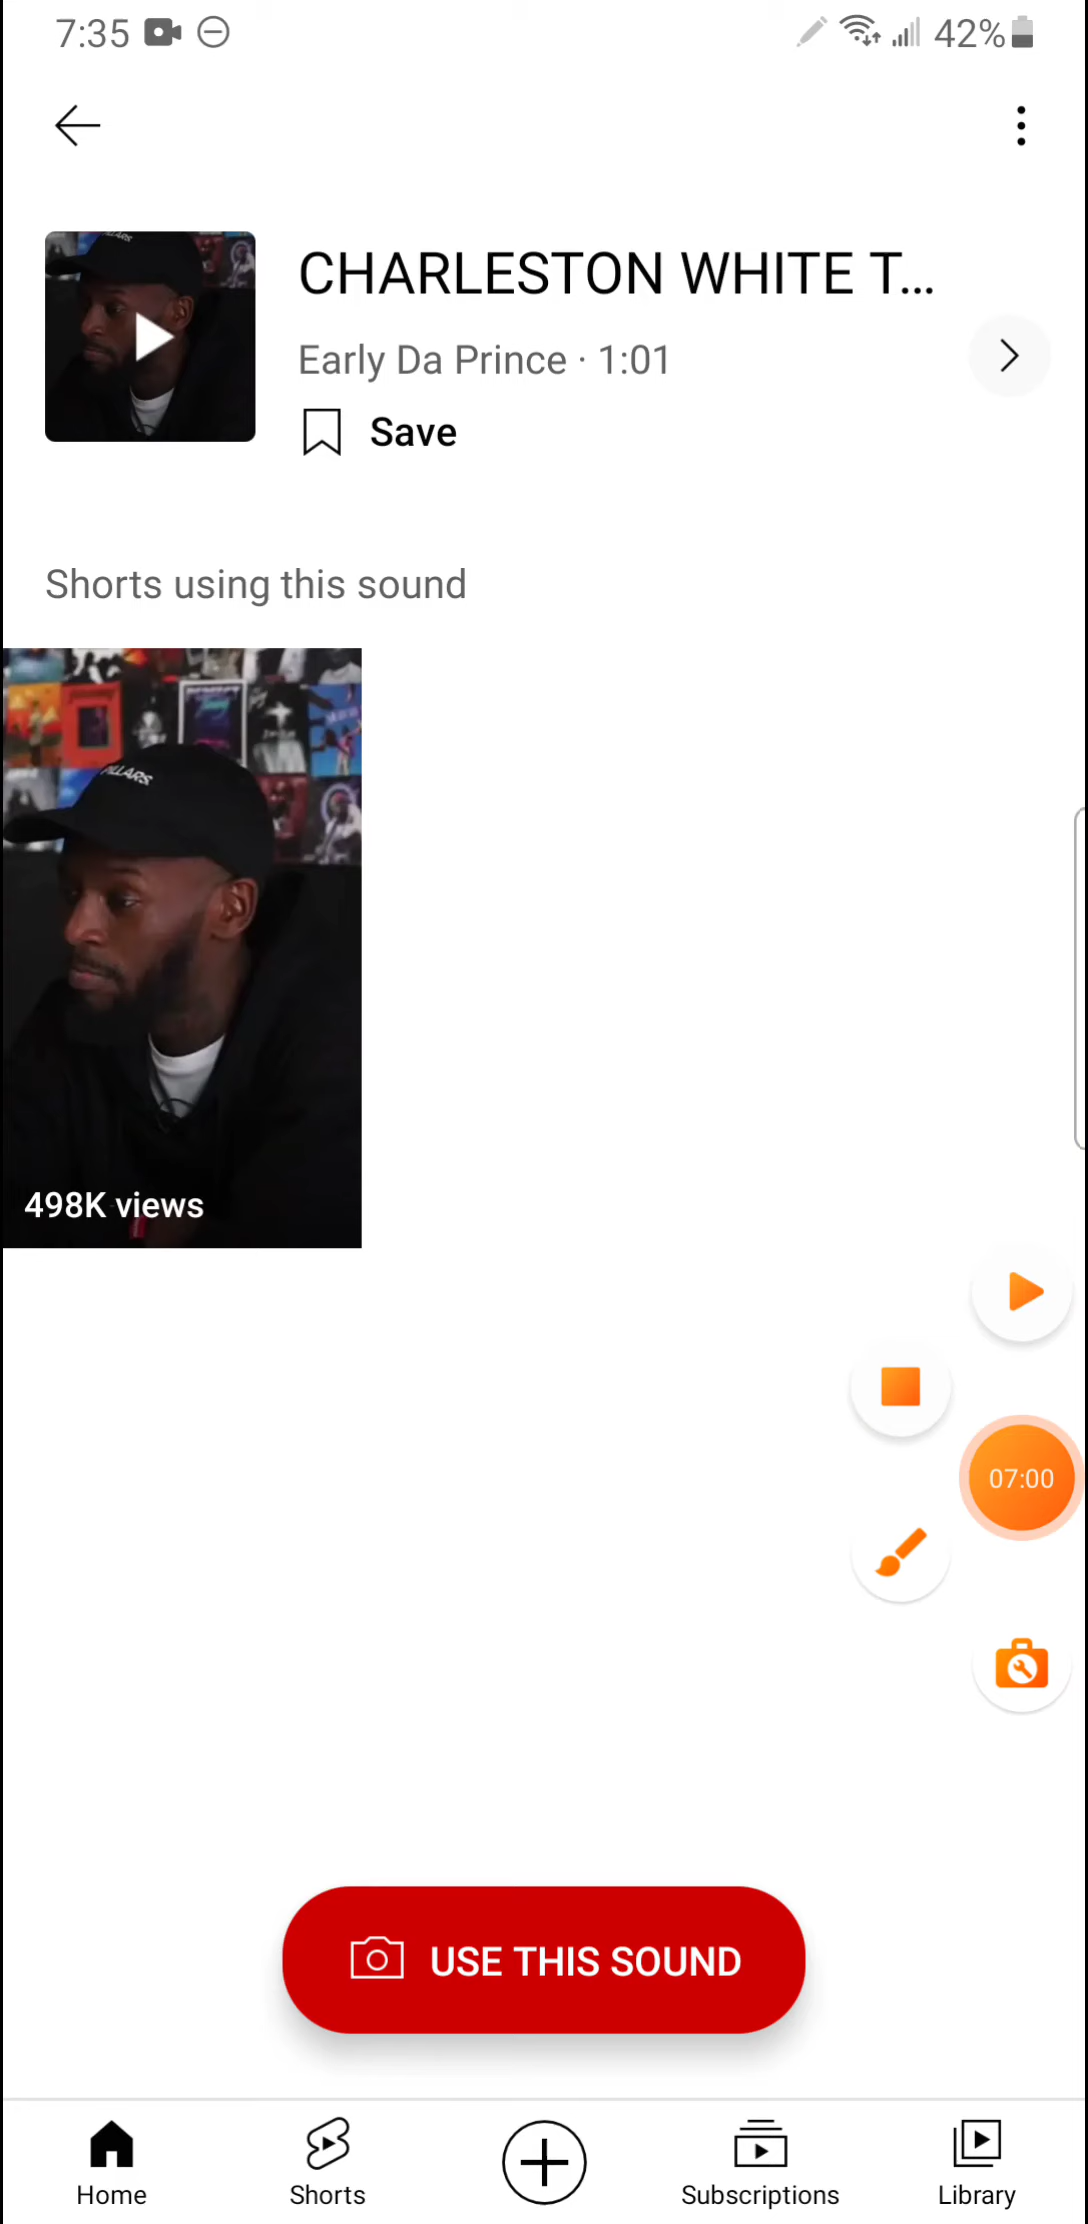 7:35
42%
CHARLESTON WHITE T...
Early Da Prince · 1:01
Save
Shorts using this sound
498K views
07:00
USE THIS SOUND
Home
Shorts
Subscriptions
Library